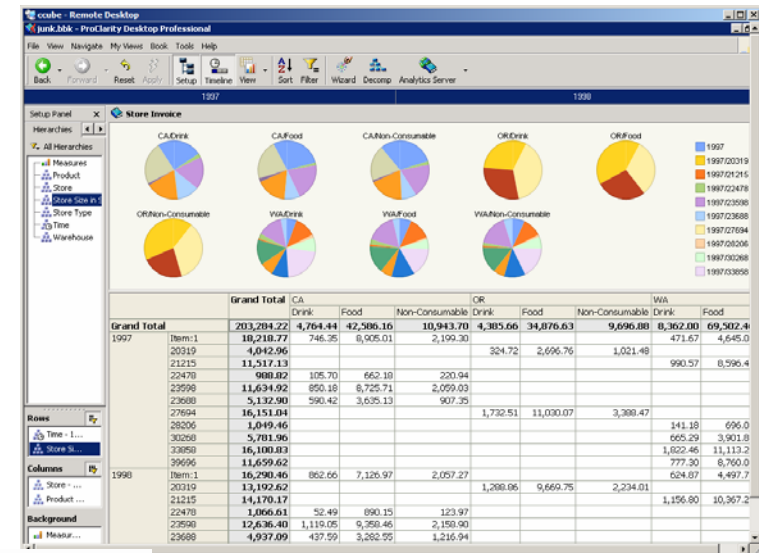 ccube - Remote Desktop
junk.bbk - ProClarity Desktop Professional
File View Navigate My Views Book Tools Help
Back Forward Reset Apply Setup Timeline View Sort Filter Wizard Decomp Analytics Server
1997 1998
Setup Panel x Store Invoice
Hierarchies
All Hierarchies
Measures
Product
Store
Store Size in S
Store Type
Time
Warehouse
CA/Drink CA/Food CA/Non-Consumable OR/Drink OR/Food
OR/Non-Consumable WA/Drink WA/Food WA/Non-Consumable
1997
1997/20319
1997/21215
1997/22478
1997/23598
1997/23688
1997/27694
1997/28206
1997/30268
1997/33858
Grand Total CA OR WA
Drink Food Non-Consumable Drink Food Non-Consumable Drink Food
Grand Total 203,284.22 4,764.44 42,586.16 10,943.70 4,385.66 34,876.63 9,696.88 8,362.00 69,502.4
1997 Item:1 18,218.77 746.35 8,905.01 2,199.30 471.67 4,645.0
20319 4,042.96 324.72 2,696.76 1,021.48
21215 11,517.13 990.57 8,596.4
22478 988.82 105.70 662.18 220.94
23598 11,634.92 850.18 8,725.71 2,059.03
23688 5,132.90 590.42 3,635.13 907.35
27694 16,151.04 1,732.51 11,030.07 3,388.47
28206 1,049.46 141.18 696.0
30268 5,781.96 665.29 3,901.8
33858 16,100.83 1,822.46 11,113.2
39696 11,659.62 777.30 8,760.0
1998 Item:1 16,290.46 862.66 7,126.97 2,057.27 624.87 4,497.7
20319 13,192.62 1,288.86 9,669.75 2,234.01
21215 14,170.17 1,156.80 10,367.2
22478 1,066.61 52.49 890.15 123.97
23598 12,636.40 1,119.05 9,358.46 2,158.90
23688 4,937.09 437.59 3,282.55 1,216.94
Rows
Time - 1...
Store Si...
Columns
Store - ...
Product ...
Background
Measur...